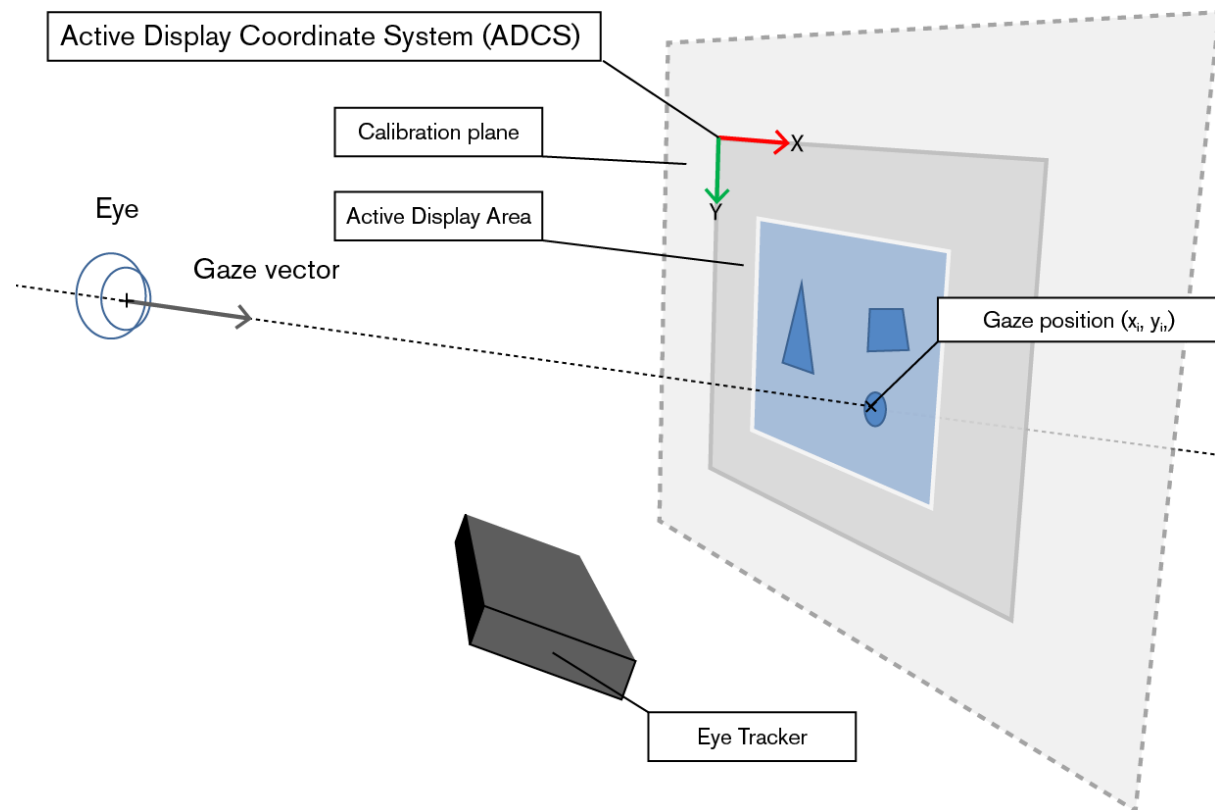 Active Display Coordinate System (ADCS)
Calibration plane
X
Active Display Area
Y
Eye
Gaze vector
Gaze position (xᵢ, yᵢ,)
Eye Tracker